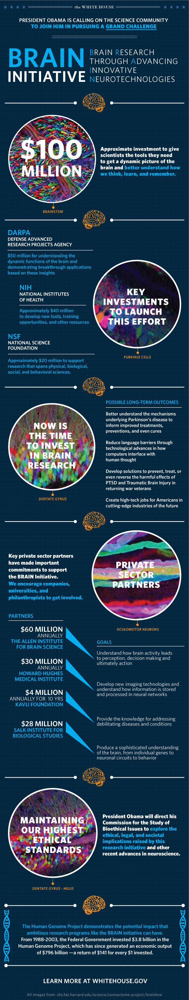 the WHITE HOUSE
PRESIDENT OBAMA IS CALLING ON THE SCIENCE COMMUNITY
TO JOIN HIM IN PURSUING A GRAND CHALLENGE
BRAIN
INITIATIVE
BRAIN RESEARCH
THROUGH ADVANCING
INNOVATIVE
NEUROTECHNOLOGIES
$100
MILLION
BRAINSTEM
Approximate investment to give
scientists the tools they need
to get a dynamic picture of the
brain and better understand how
we think, learn, and remember.
DARPA
DEFENSE ADVANCED
RESEARCH PROJECTS AGENCY
$50 million for understanding the
dynamic functions of the brain and
demonstrating breakthrough applications
based on these insights
NIH
NATIONAL INSTITUTES
OF HEALTH
Approximately $40 million
to develop new tools, training
opportunities, and other resources
NSF
NATIONAL SCIENCE
FOUNDATION
Approximately $20 million to support
research that spans physical, biological,
social, and behavioral sciences.
KEY
INVESTMENTS
TO LAUNCH
THIS EFFORT
PURKINJE CELLS
NOW IS
THE TIME
TO INVEST
IN BRAIN
RESEARCH
DENTATE GYRUS
POSSIBLE LONG-TERM OUTCOMES
Better understand the mechanisms
underlying Parkinson's disease to
inform improved treatments,
preventions, and even cures
Reduce language barriers through
technological advances in how
computers interface with
human thought
Develop solutions to prevent, treat, or
even reverse the harmful effects of
PTSD and Traumatic Brain Injury in
returning war veterans
Create high-tech jobs for Americans in
cutting-edge industries of the future
Key private sector partners
have made important
commitments to support
the BRAIN Initiative.
We encourage companies,
universities, and
philanthropists to get involved.
PRIVATE
SECTOR
PARTNERS
OCULOMOTOR NEURONS
PARTNERS
$60 MILLION
ANNUALLY
THE ALLEN INSTITUTE
FOR BRAIN SCIENCE
$30 MILLION
ANNUALLY
HOWARD HUGHES
MEDICAL INSTITUTE
$4 MILLION
ANNUALLY FOR 10 YRS
KAVLI FOUNDATION
$28 MILLION
SALK INSTITUTE FOR
BIOLOGICAL STUDIES
GOALS
Understand how brain activity leads
to perception, decision making and
ultimately action
Develop new imaging technologies and
understand how information is stored
and processed in neural networks
Provide the knowledge for addressing
debilitating diseases and conditions
Produce a sophisticated understanding
of the brain, from individual genes to
neuronal circuits to behavior
MAINTAINING
OUR HIGHEST
ETHICAL
STANDARDS
DENTATE GYRUS - HILUS
President Obama will direct his
Commission for the Study of
Bioethical Issues to explore the
ethical, legal, and societal
implications raised by this
research initiative and other
recent advances in neuroscience.
The Human Genome Project demonstrates the potential impact that
ambitious research programs like the BRAIN initiative can have.
From 1988-2003, the Federal Government invested $3.8 billion in the
Human Genome Project, which has since generated an economic output
of $796 billion —a return of $141 for every $1 invested.
LEARN MORE AT WHITEHOUSE.GOV
All images from: cbs.fas.harvard.edu/science/connectome-project/brainbow